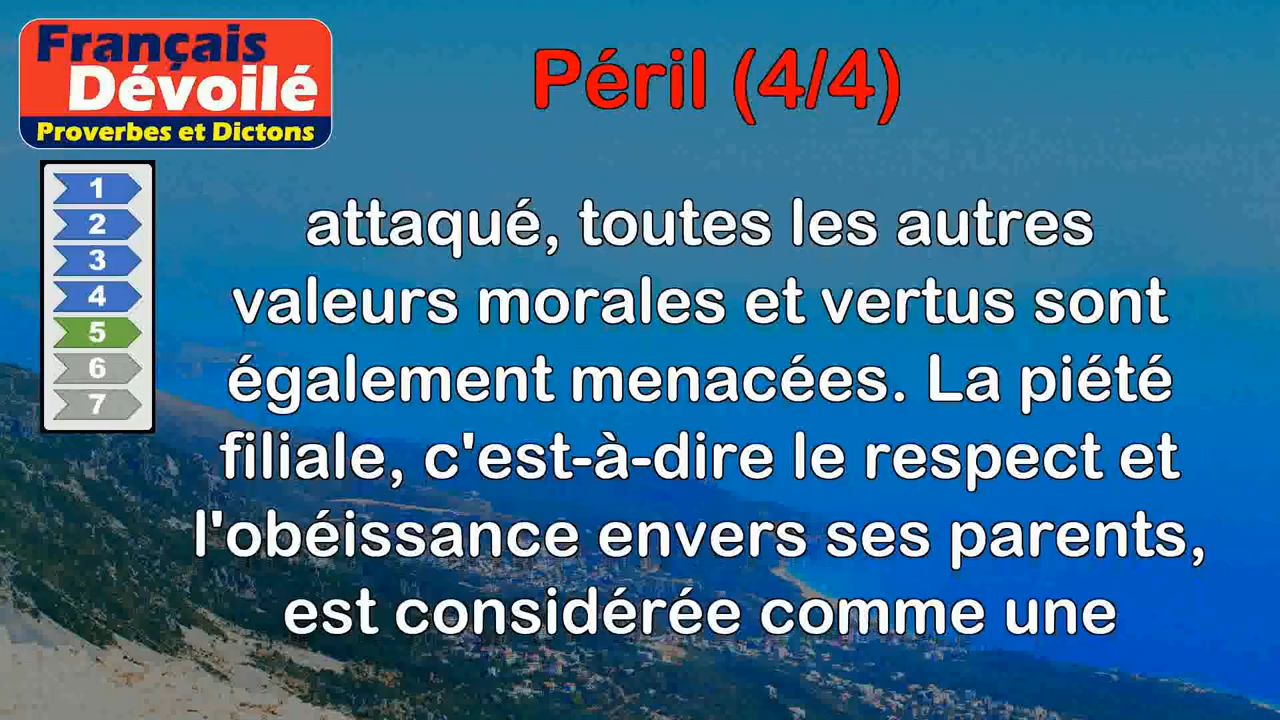 Français
Dévoilé
Proverbes et Dictons
Péril (4/4)
1
2
3
4
5
6
7
attaqué, toutes les autres
valeurs morales et vertus sont
également menacées. La piété
filiale, c'est-à-dire le respect et
l'obéissance envers ses parents,
est considérée comme une